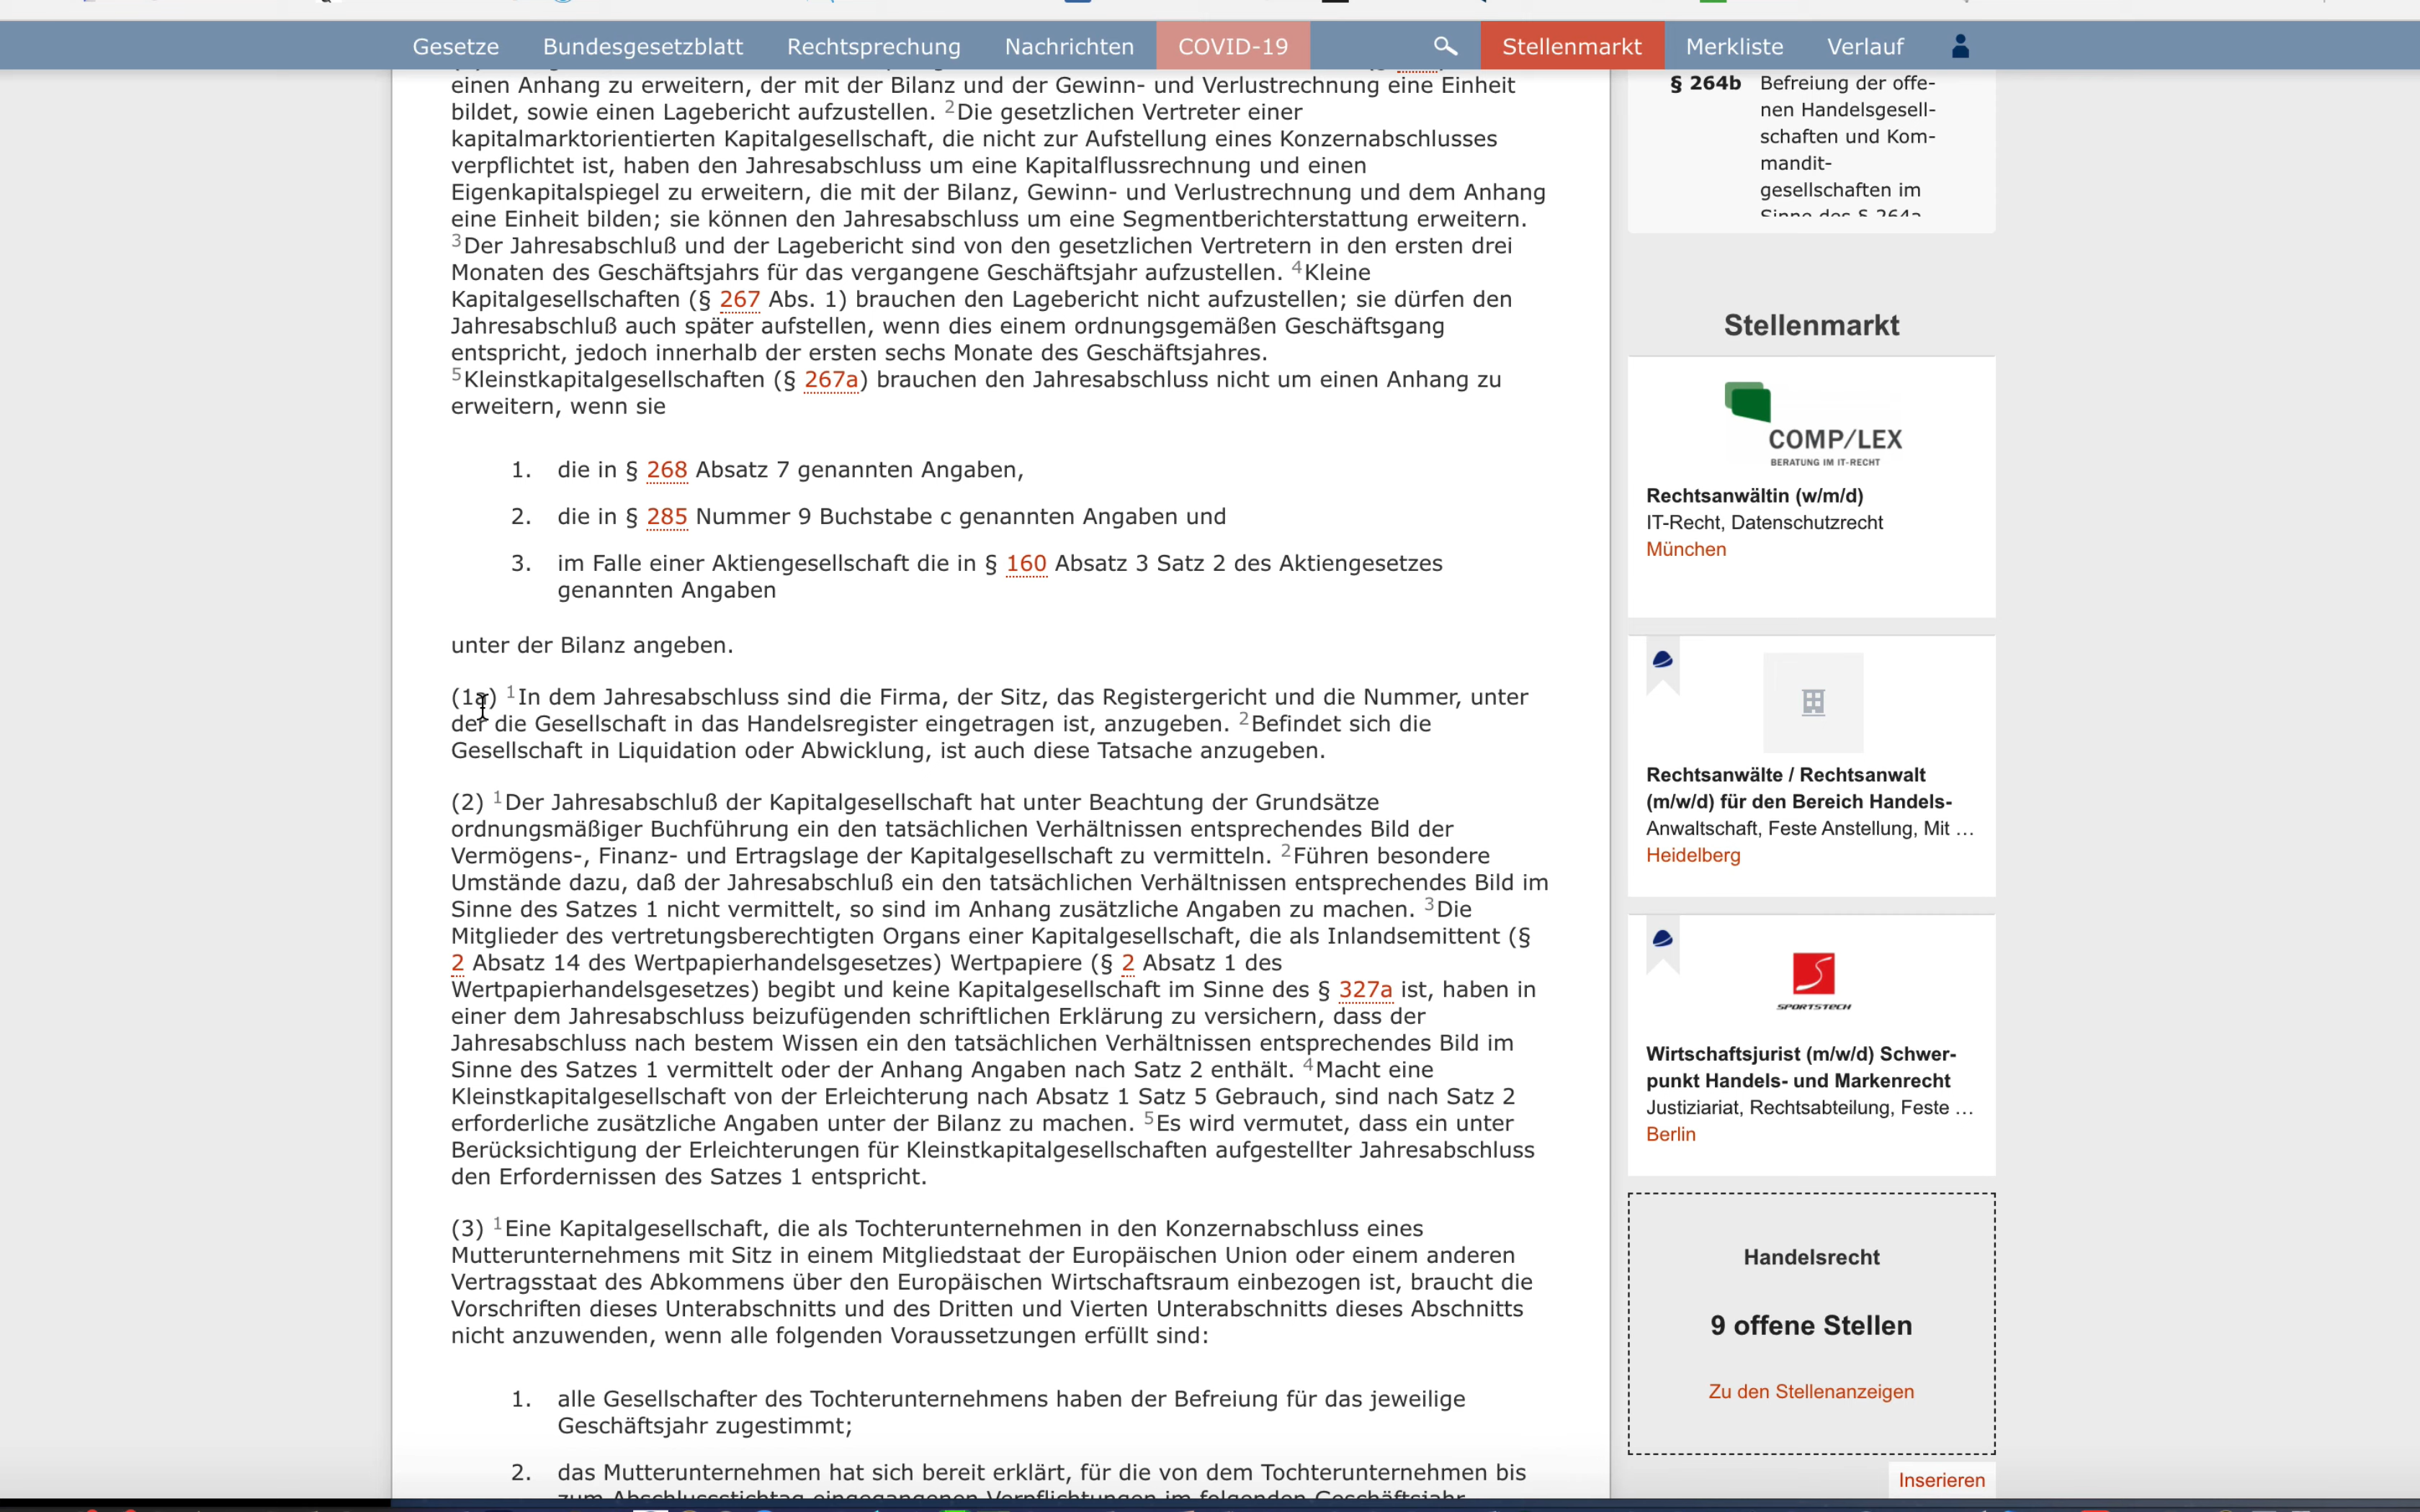 Gesetze Bundesgesetzblatt Rechtsprechung Nachrichten COVID-19 Stellenmarkt Merkliste Verlauf
einen Anhang zu erweitern, der mit der Bilanz und der Gewinn- und Verlustrechnung eine Einheit
bildet, sowie einen Lagebericht aufzustellen. 2Die gesetzlichen Vertreter einer
kapitalmarktorientierten Kapitalgesellschaft, die nicht zur Aufstellung eines Konzernabschlusses
verpflichtet ist, haben den Jahresabschluss um eine Kapitalflussrechnung und einen
Eigenkapitalspiegel zu erweitern, die mit der Bilanz, Gewinn- und Verlustrechnung und dem Anhang
eine Einheit bilden; sie können den Jahresabschluss um eine Segmentberichterstattung erweitern.
3Der Jahresabschluß und der Lagebericht sind von den gesetzlichen Vertretern in den ersten drei
Monaten des Geschäftsjahrs für das vergangene Geschäftsjahr aufzustellen. 4Kleine
Kapitalgesellschaften (§ 267 Abs. 1) brauchen den Lagebericht nicht aufzustellen; sie dürfen den
Jahresabschluß auch später aufstellen, wenn dies einem ordnungsgemäßen Geschäftsgang
entspricht, jedoch innerhalb der ersten sechs Monate des Geschäftsjahres.
5Kleinstkapitalgesellschaften (§ 267a) brauchen den Jahresabschluss nicht um einen Anhang zu
erweitern, wenn sie
1. die in § 268 Absatz 7 genannten Angaben,
2. die in § 285 Nummer 9 Buchstabe c genannten Angaben und
3. im Falle einer Aktiengesellschaft die in § 160 Absatz 3 Satz 2 des Aktiengesetzes
genannten Angaben
unter der Bilanz angeben.
(1a) 1In dem Jahresabschluss sind die Firma, der Sitz, das Registergericht und die Nummer, unter
der die Gesellschaft in das Handelsregister eingetragen ist, anzugeben. 2Befindet sich die
Gesellschaft in Liquidation oder Abwicklung, ist auch diese Tatsache anzugeben.
(2) 1Der Jahresabschluß der Kapitalgesellschaft hat unter Beachtung der Grundsätze
ordnungsmäßiger Buchführung ein den tatsächlichen Verhältnissen entsprechendes Bild der
Vermögens-, Finanz- und Ertragslage der Kapitalgesellschaft zu vermitteln. 2Führen besondere
Umstände dazu, daß der Jahresabschluß ein den tatsächlichen Verhältnissen entsprechendes Bild im
Sinne des Satzes 1 nicht vermittelt, so sind im Anhang zusätzliche Angaben zu machen. 3Die
Mitglieder des vertretungsberechtigten Organs einer Kapitalgesellschaft, die als Inlandsemittent (§
2 Absatz 14 des Wertpapierhandelsgesetzes) Wertpapiere (§ 2 Absatz 1 des
Wertpapierhandelsgesetzes) begibt und keine Kapitalgesellschaft im Sinne des § 327a ist, haben in
einer dem Jahresabschluss beizufügenden schriftlichen Erklärung zu versichern, dass der
Jahresabschluss nach bestem Wissen ein den tatsächlichen Verhältnissen entsprechendes Bild im
Sinne des Satzes 1 vermittelt oder der Anhang Angaben nach Satz 2 enthält. 4Macht eine
Kleinstkapitalgesellschaft von der Erleichterung nach Absatz 1 Satz 5 Gebrauch, sind nach Satz 2
erforderliche zusätzliche Angaben unter der Bilanz zu machen. 5Es wird vermutet, dass ein unter
Berücksichtigung der Erleichterungen für Kleinstkapitalgesellschaften aufgestellter Jahresabschluss
den Erfordernissen des Satzes 1 entspricht.
(3) 1Eine Kapitalgesellschaft, die als Tochterunternehmen in den Konzernabschluss eines
Mutterunternehmens mit Sitz in einem Mitgliedstaat der Europäischen Union oder einem anderen
Vertragsstaat des Abkommens über den Europäischen Wirtschaftsraum einbezogen ist, braucht die
Vorschriften dieses Unterabschnitts und des Dritten und Vierten Unterabschnitts dieses Abschnitts
nicht anzuwenden, wenn alle folgenden Voraussetzungen erfüllt sind:
1. alle Gesellschafter des Tochterunternehmens haben der Befreiung für das jeweilige
Geschäftsjahr zugestimmt;
2. das Mutterunternehmen hat sich bereit erklärt, für die von dem Tochterunternehmen bis
zum Abschlussstichtag eingegangenen Verpflichtungen im folgenden Geschäftsjahr
§ 264b Befreiung der offe-
nen Handelsgesell-
schaften und Kom-
mandit-
gesellschaften im
Sinne des § 264a
Stellenmarkt
COMP/LEX
BERATUNG IM IT-RECHT
Rechtsanwältin (w/m/d)
IT-Recht, Datenschutzrecht
München
Rechtsanwälte / Rechtsanwalt
(m/w/d) für den Bereich Handels-
Anwaltschaft, Feste Anstellung, Mit ...
Heidelberg
SPORTSTECH
Wirtschaftsjurist (m/w/d) Schwer-
punkt Handels- und Markenrecht
Justiziariat, Rechtsabteilung, Feste ...
Berlin
Handelsrecht
9 offene Stellen
Zu den Stellenanzeigen
Inserieren